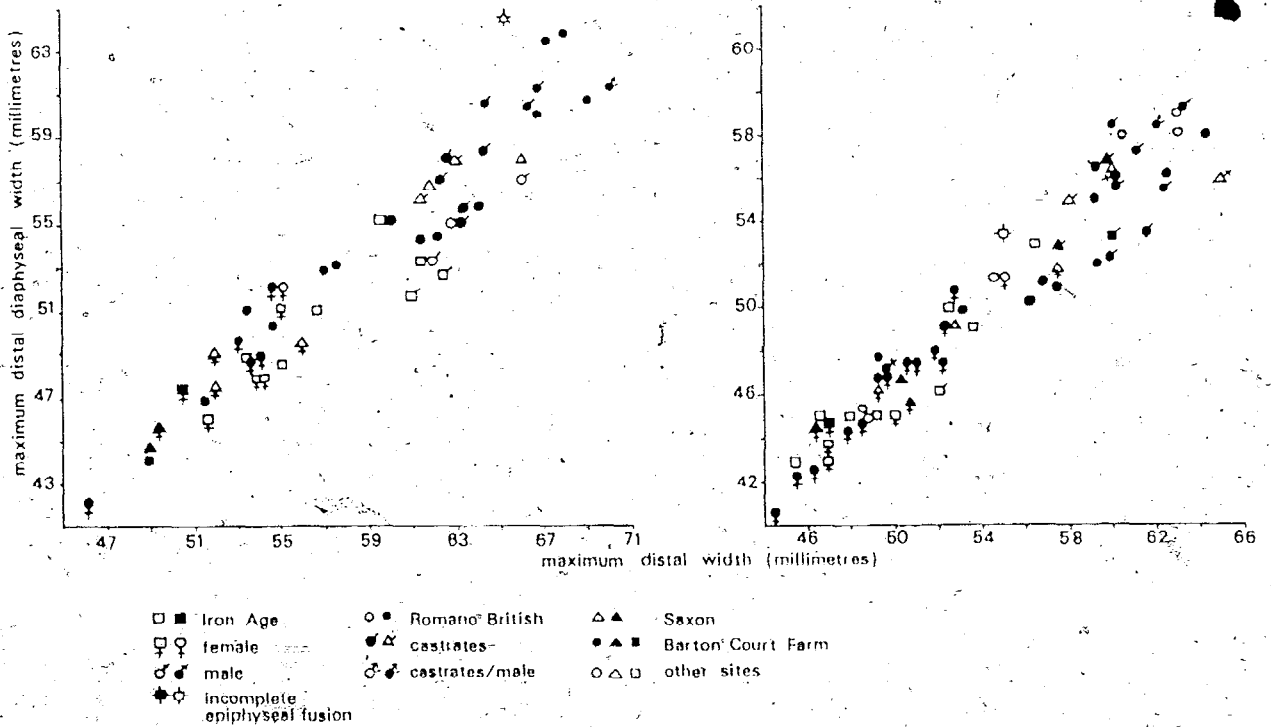 maximum distal diaphyseal width (millimetres)
63
59
55
51
47
43
47 51 55 59 63 67 71
60
58
54
50
46
42
46 50 58 62 66
maximum distal width (millimetres)
Iron Age
female
male
incomplete epiphyseal fusion
Romano-British
castrates
castrates/male
Saxon
Barton Court Farm
other sites